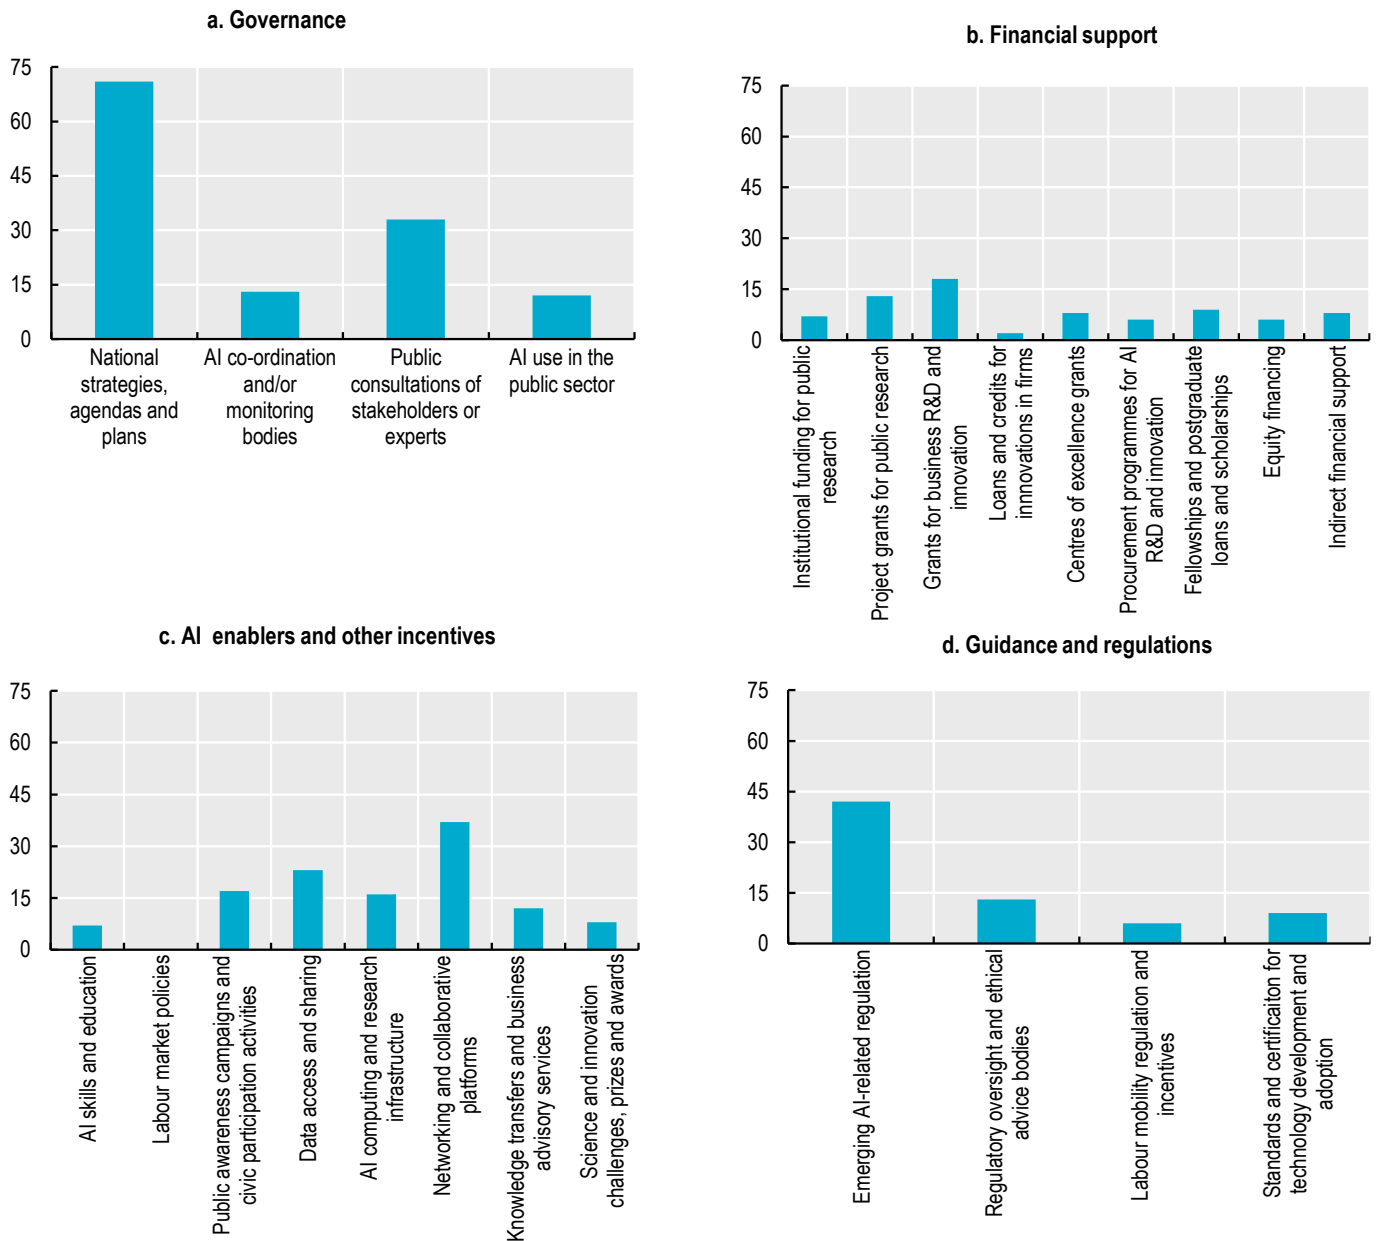 a. Governance
75
60
45
30
15
0
National
strategies,
agendas and
plans
AI co-ordination
and/or
monitoring
bodies
Public
consultations of
stakeholders or
experts
AI use in the
public sector
b. Financial support
75
60
45
30
15
0
Institutional funding for public
research
Project grants for public research
Grants for business R&D and
innovation
Loans and credits for
innnovations in firms
Centres of excellence grants
Procurement programmes for AI
R&D and innovation
Fellowships and postgraduate
loans and scholarships
Equity financing
Indirect financial support
c. AI  enablers and other incentives
75
60
45
30
15
0
AI skills and education
Labour market policies
Public awareness campaigns and
civic participation activities
Data access and sharing
AI computing and research
infrastructure
Networking and collaborative
platforms
Knowledge transfers and business
advisory services
Science and innovation
challenges, prizes and awards
d. Guidance and regulations
75
60
45
30
15
0
Emerging AI-related regulation
Regulatory oversight and ethical
advice bodies
Labour mobility regulation and
incentives
Standards and certificaiton for
technology development and
adoption